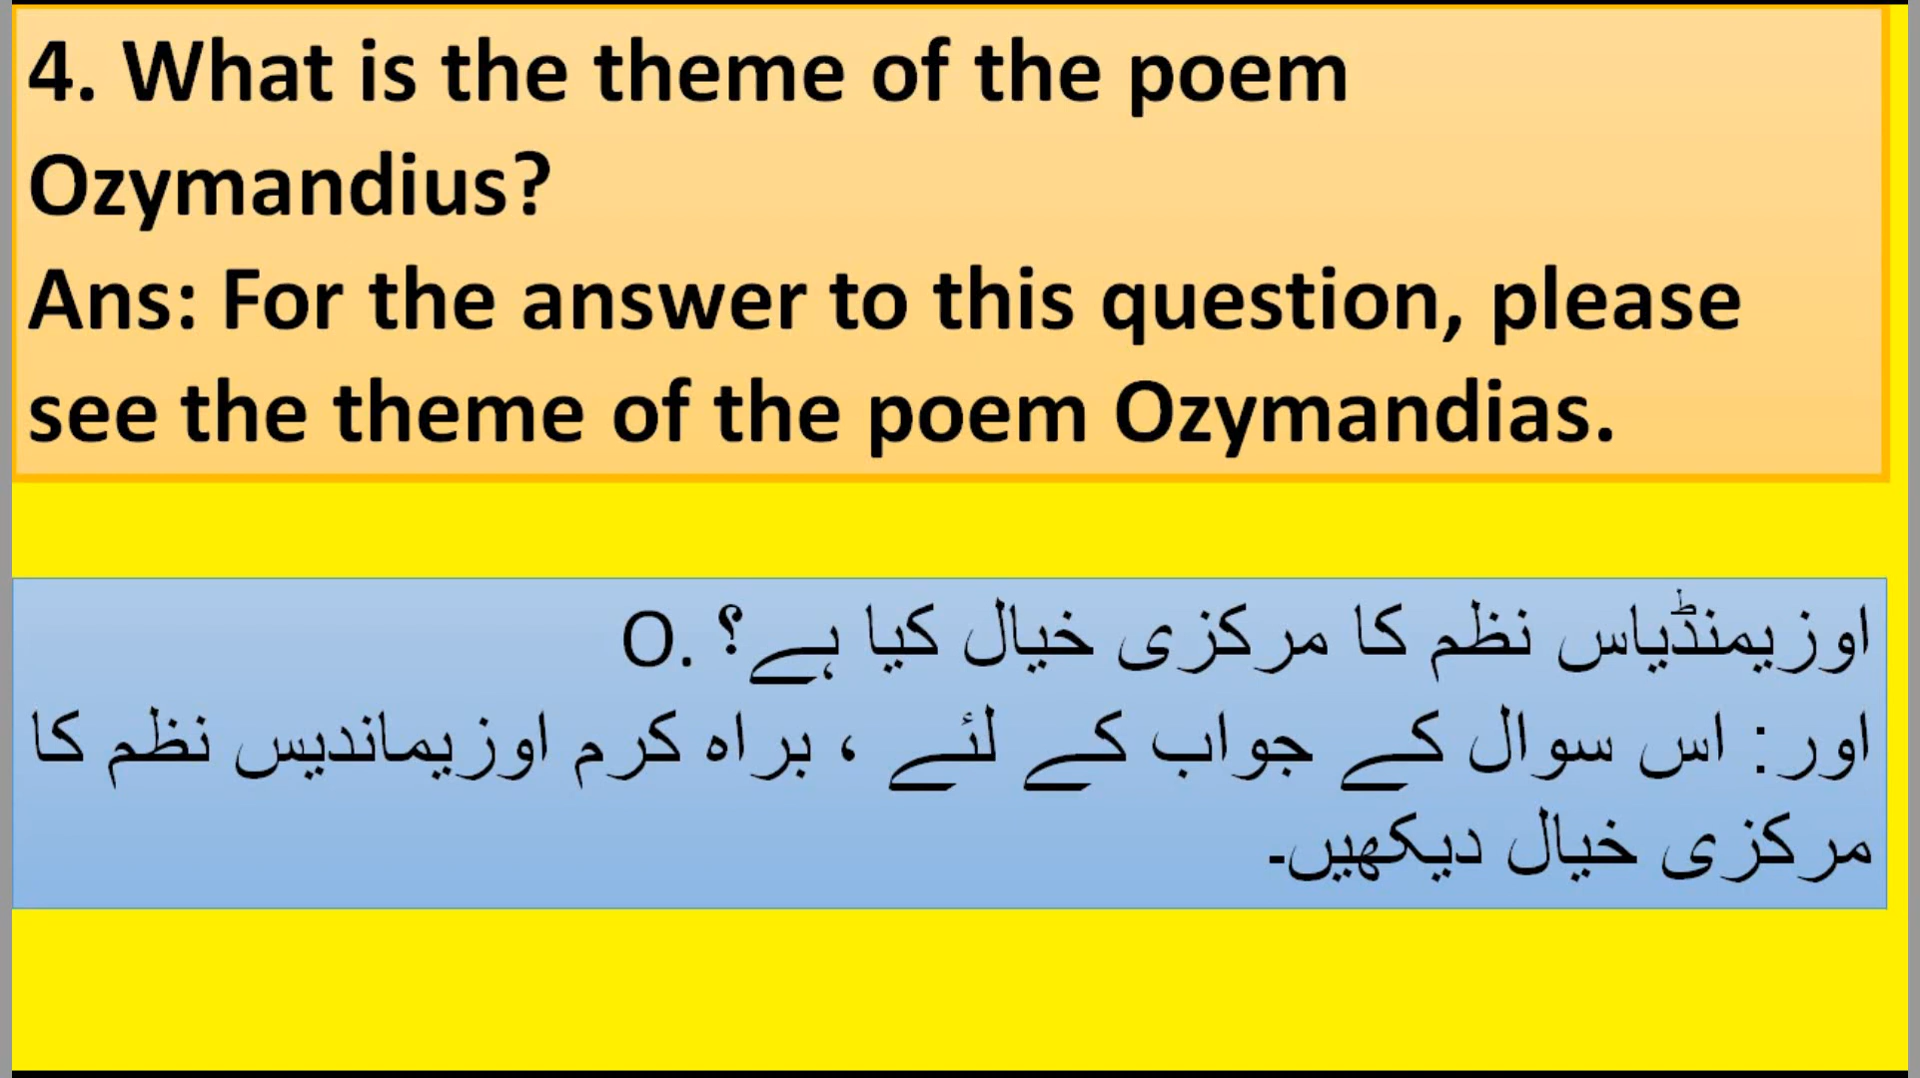 4. What is the theme of the poem
Ozymandius?
Ans: For the answer to this question, please
see the theme of the poem Ozymandias.
اوزیمنڈیاس نظم کا مرکزی خیال کیا ہے؟ .O
اور: اس سوال کے جواب کے لئے ، براہ کرم اوزیماندیس نظم کا
مرکزی خیال دیکھیں۔